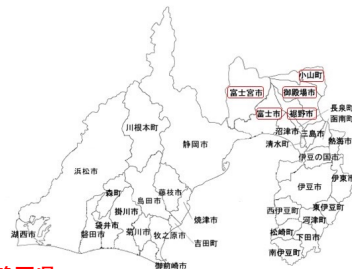 小山町
富士宮市
御殿場市
富士市
裾野市
長泉町
函南町
川根本町
静岡市
沼津市
三島市
清水町
熱海市
伊豆の国市
浜松市
伊東市
伊豆市
森町
島田市
藤枝市
掛川市
西伊豆町
東伊豆町
河津町
焼津市
袋井市
菊川市
牧之原市
松崎町
下田市
湖西市
磐田市
吉田町
南伊豆町
御前崎市